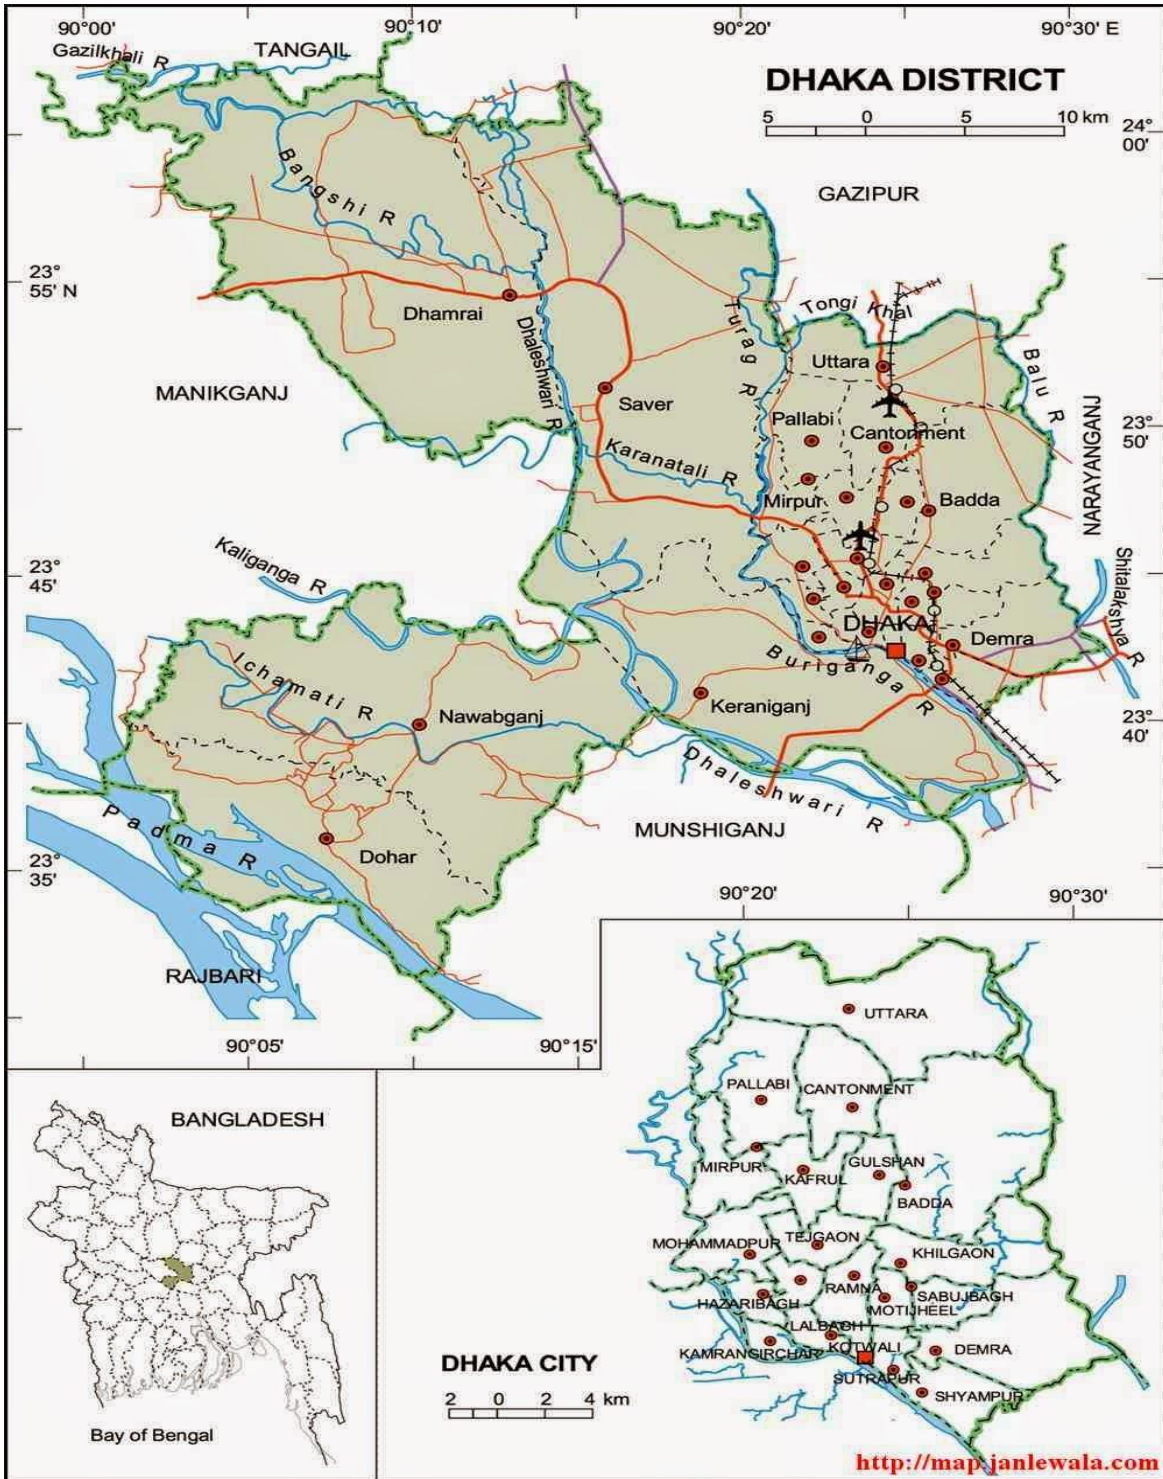 90°00'
90°10'
90°20'
90°30' E
Gazilkhali R
TANGAIL
DHAKA DISTRICT
5 0 5 10 km
24°
00'
GAZIPUR
Bangshi R
23°
55' N
Dhamrai
Dhaleshwari R
Turag R
Tongi Khal
Uttara
Balu R
MANIKGANJ
Saver
Pallabi
Cantonment
NARAYANGANJ
23°
50'
Karanatali R
Mirpur
Badda
Kaliganga R
23°
45'
Shitalakshya R
DHAKA
Demra
Buriganga R
Ichamati R
Nawabganj
Keraniganj
23°
40'
Dhaleshwari R
MUNSHIGANJ
Padma R
Dohar
23°
35'
RAJBARI
90°20'
90°30'
90°05'
90°15'
UTTARA
PALLABI
CANTONMENT
MIRPUR
KAFRUL
GULSHAN
BADDA
MOHAMMADPUR
TEJGAON
KHILGAON
HAZARIBAGH
RAMNA
SABUJBAGH
MOTIJHEEL
LALBAGH
KAMRANGIRCHAR
KOTWALI
DEMRA
SUTRAPUR
SHYAMPUR
BANGLADESH
Bay of Bengal
DHAKA CITY
2 0 2 4 km
http://map.janlewala.com